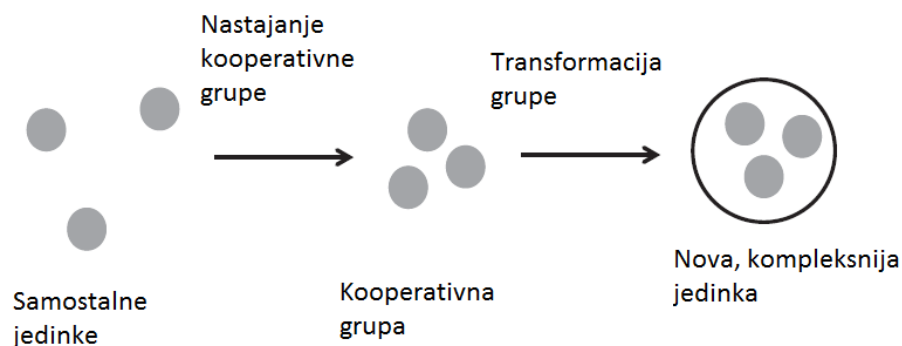 Nastajanje
kooperativne
grupe
Transformacija
grupe
Samostalne
jedinke
Kooperativna
grupa
Nova, kompleksnija
jedinka